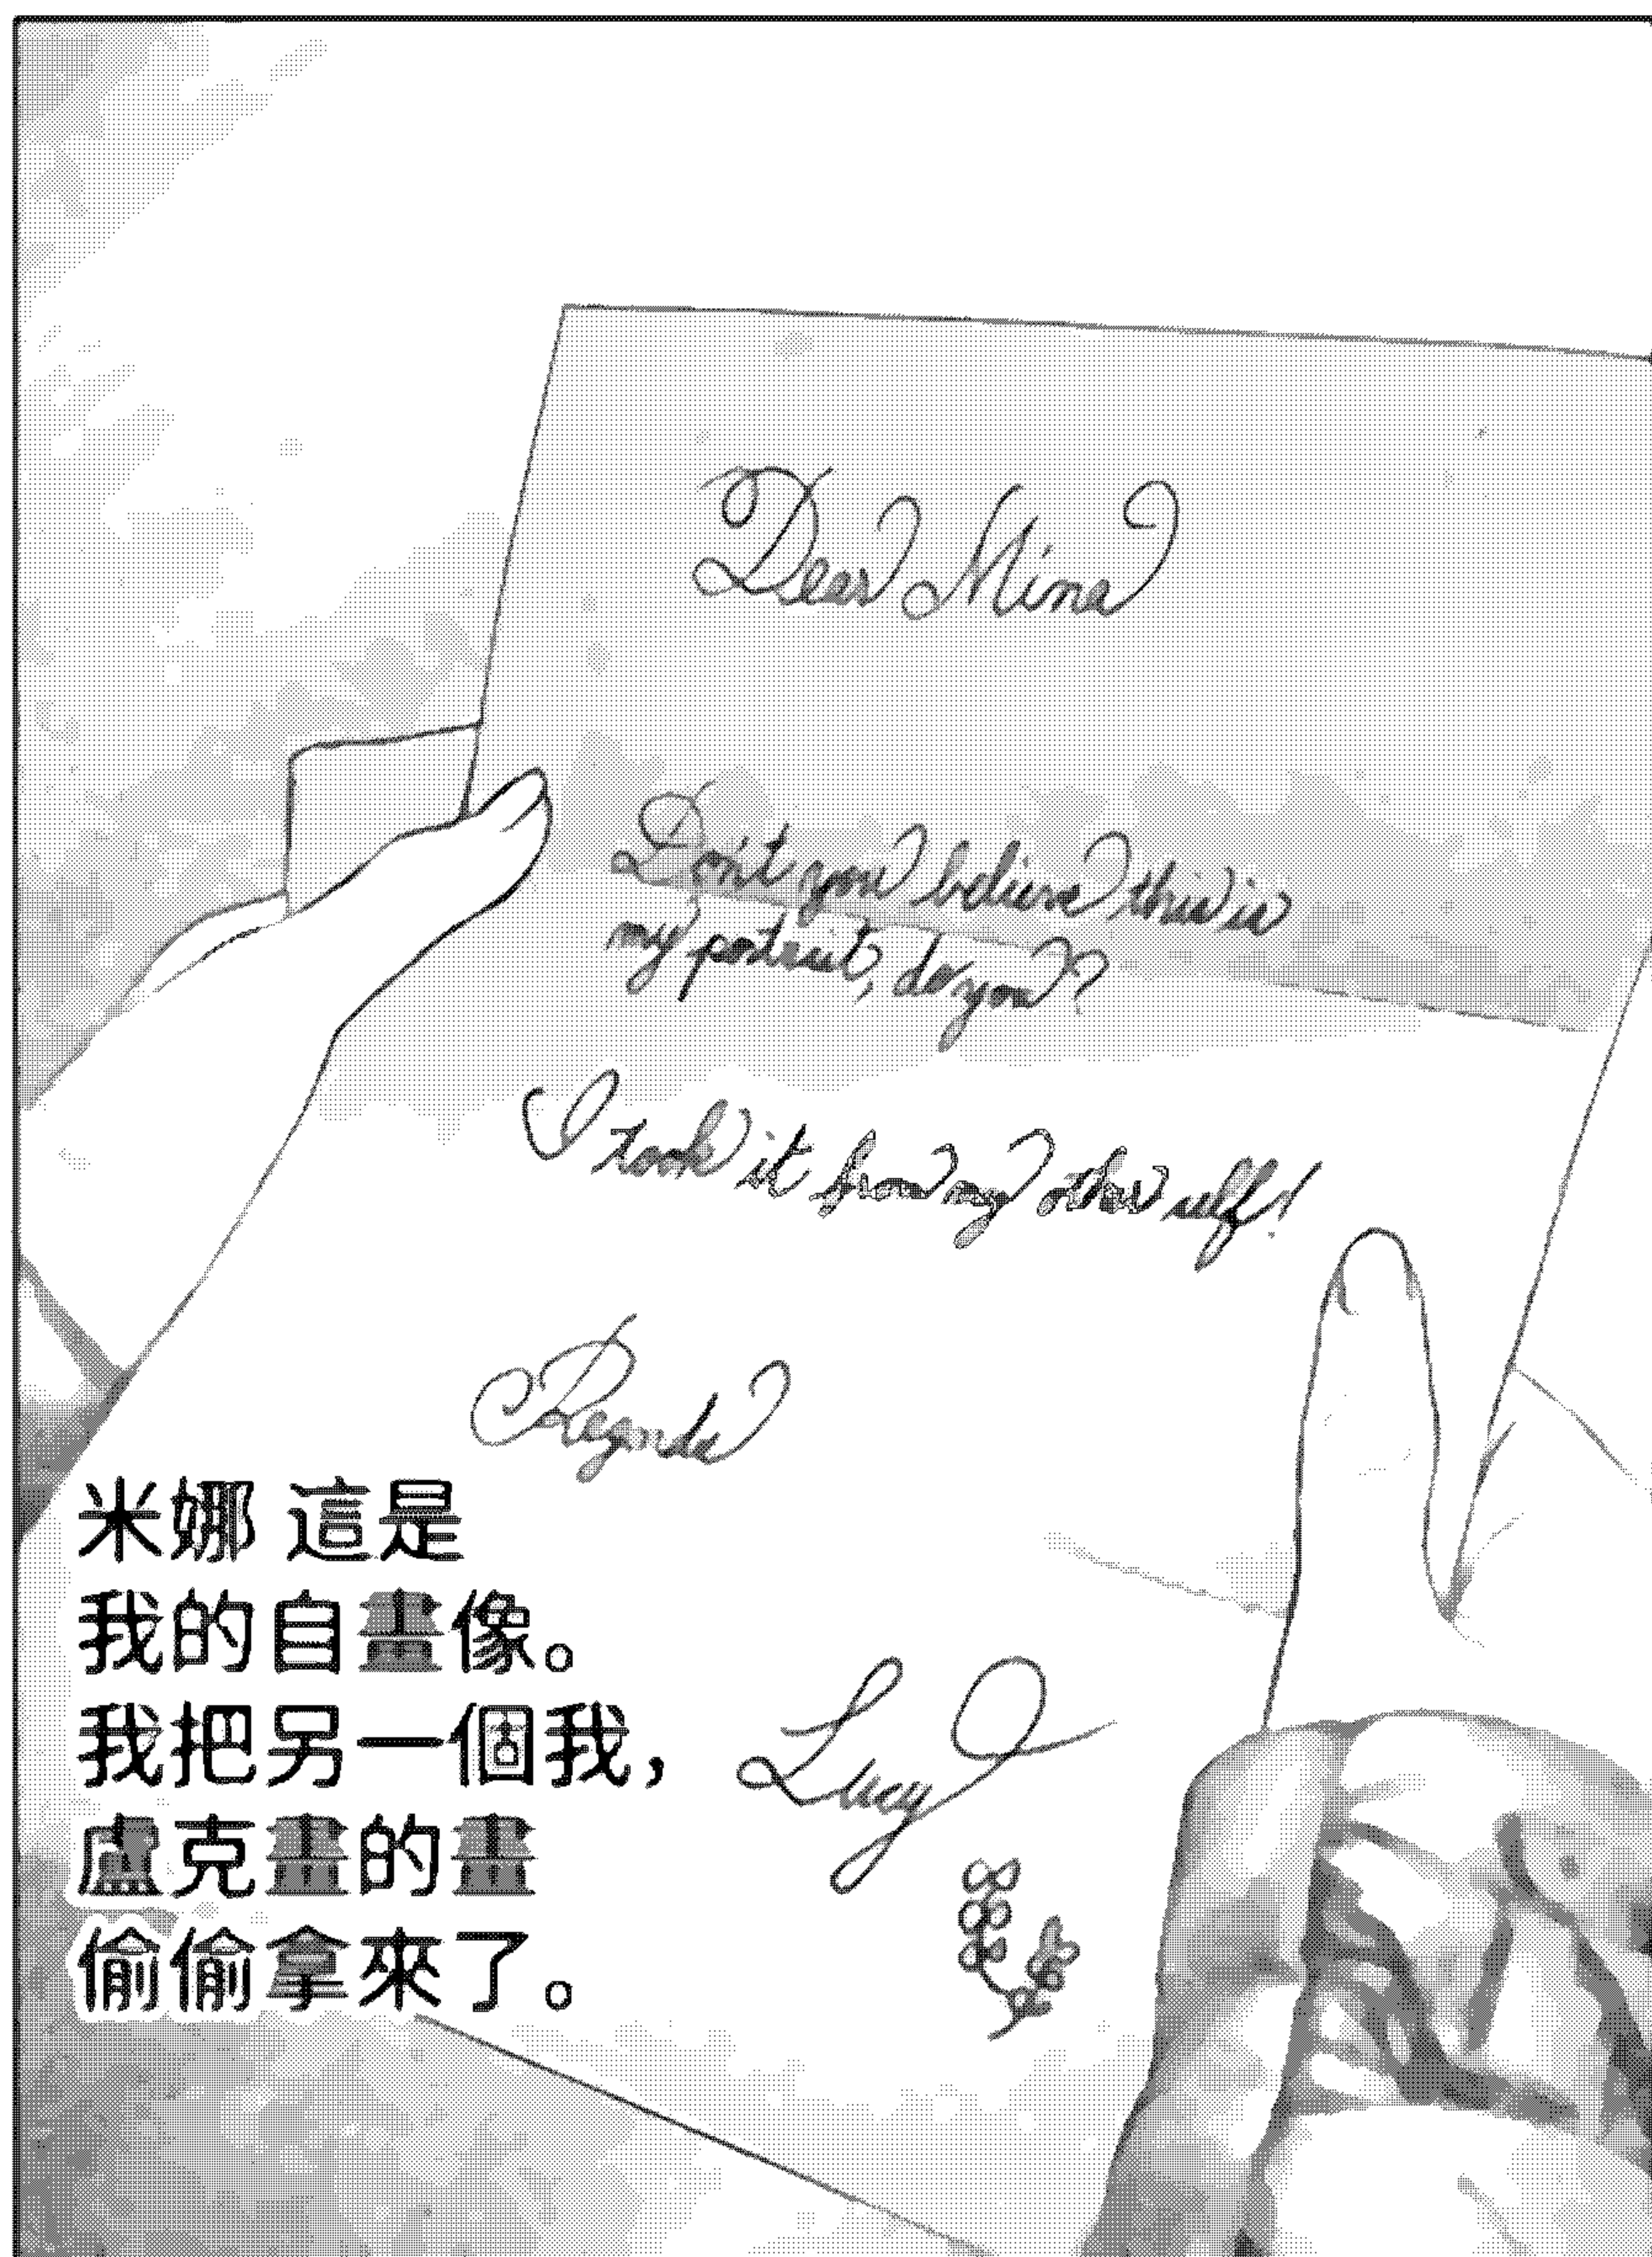 Dear Mina
Don't you believe this is
my portrait, do you?
I took it from my other self!
Regards
Lucy
米娜 這是
我的自畫像。
我把另一個我，
盧克畫的畫
偷偷拿來了。